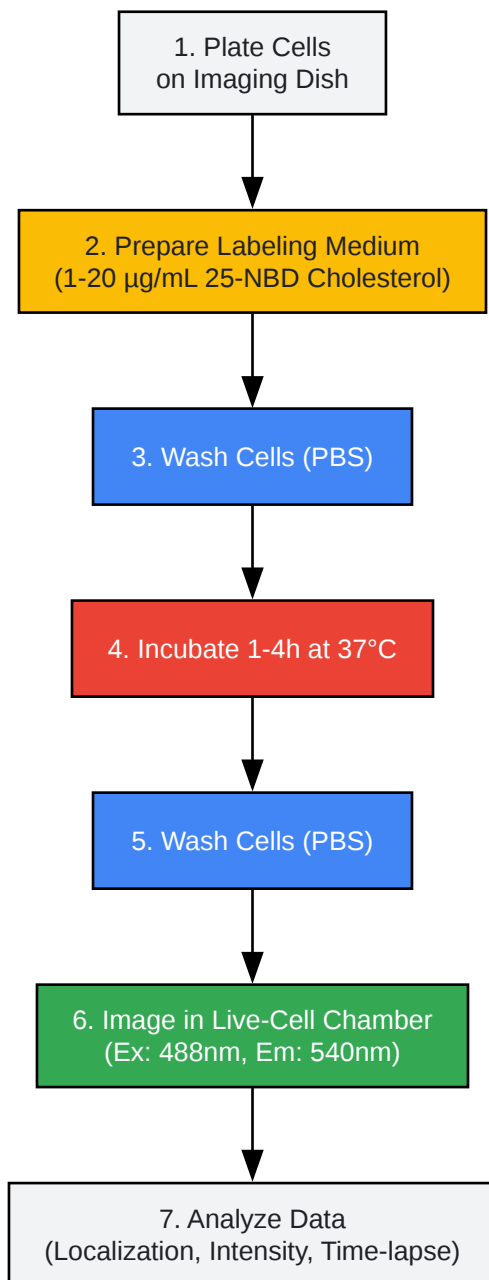 1. Plate Cells
on Imaging Dish
2. Prepare Labeling Medium
(1-20 µg/mL 25-NBD Cholesterol)
3. Wash Cells (PBS)
4. Incubate 1-4h at 37°C
5. Wash Cells (PBS)
6. Image in Live-Cell Chamber
(Ex: 488nm, Em: 540nm)
7. Analyze Data
(Localization, Intensity, Time-lapse)